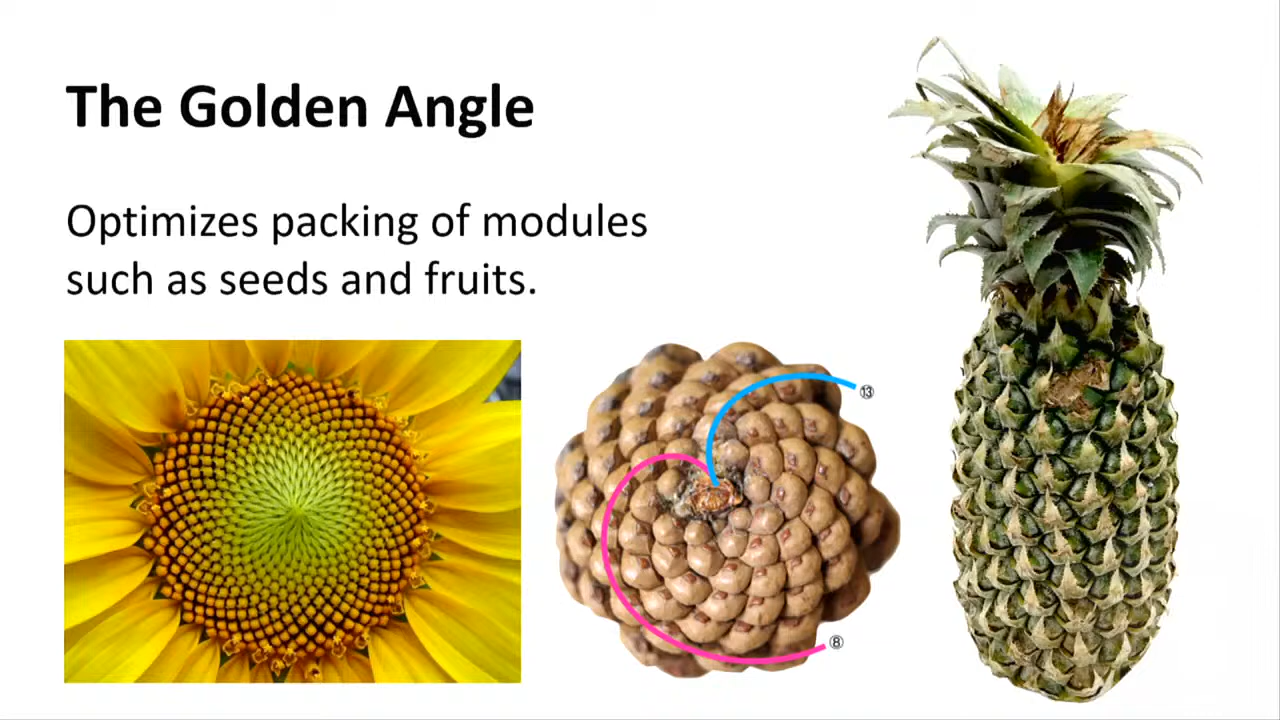 The Golden Angle
Optimizes packing of modules
such as seeds and fruits.
⑬
⑧